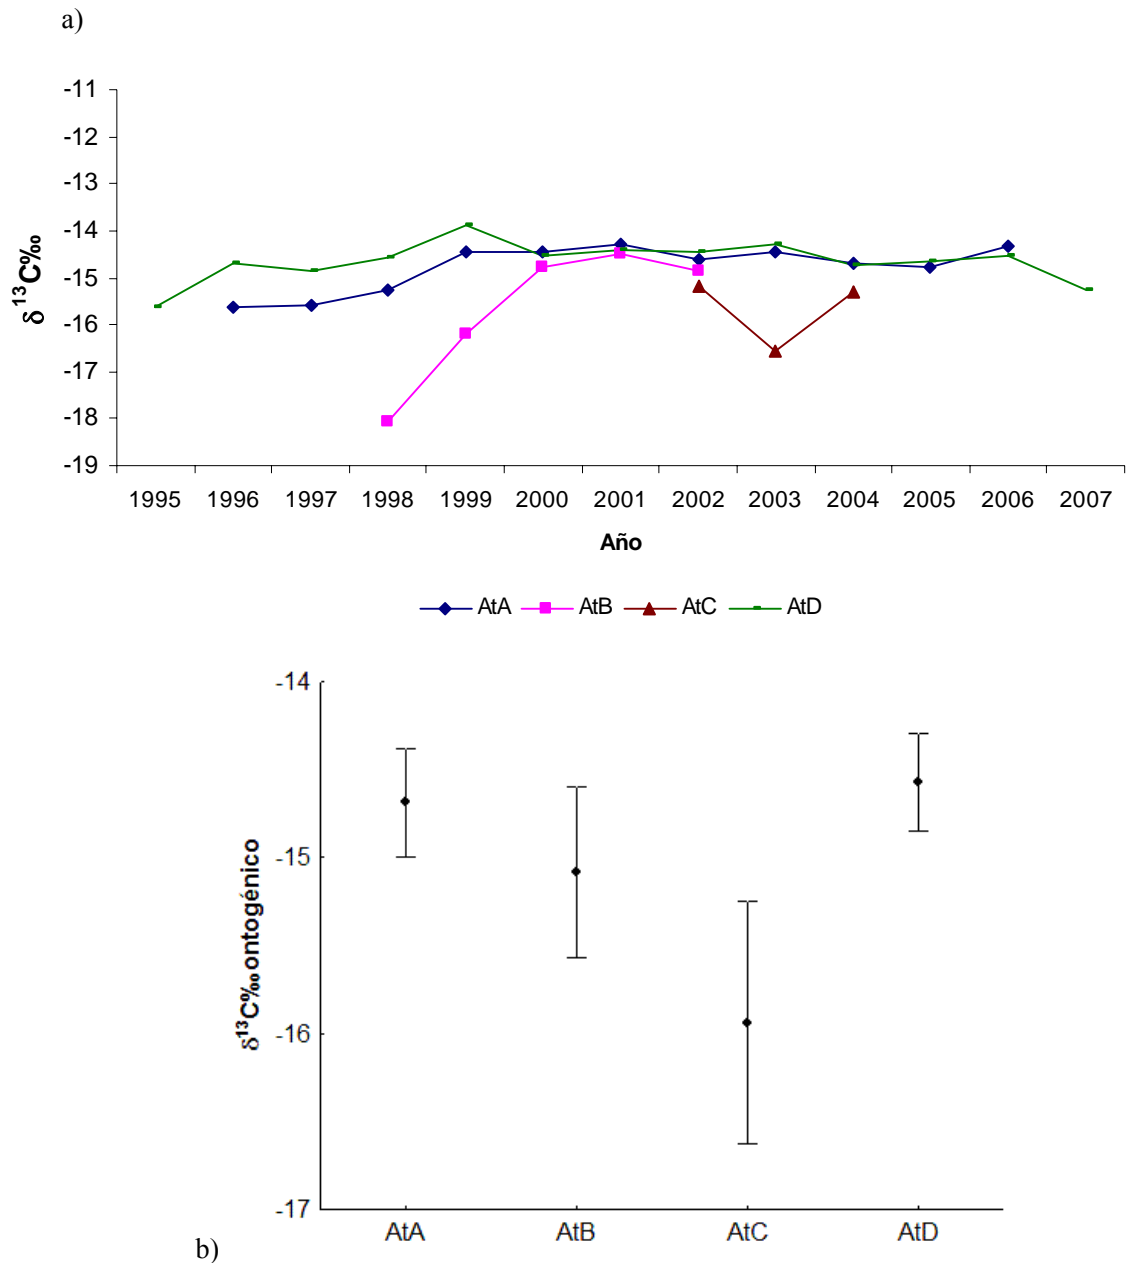 a)
-11
-12
-13
-14
-15
-16
-17
-18
-19
δ 13C‰
1995 1996 1997 1998 1999 2000 2001 2002 2003 2004 2005 2006 2007
Año
AtA AtB AtC AtD
-14
-15
-16
-17
δ13C‰ ontogénico
AtA AtB AtC AtD
b)